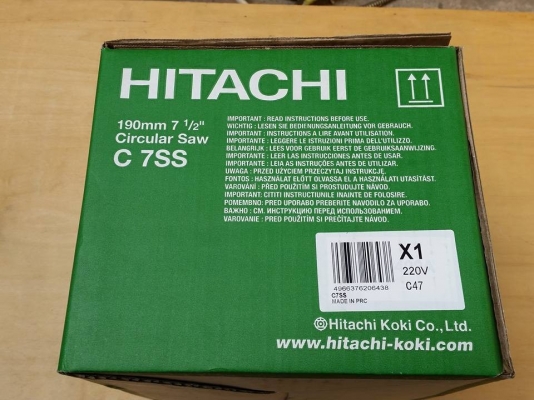 HITACHI
190mm 7 1/2"
Circular Saw
C 7SS
IMPORTANT : READ INSTRUCTIONS BEFORE USE.
WICHTIG : LESEN SIE BEDIENUNGSANLEITUNG VOR GEBRAUCH.
IMPORTANT : INSTRUCTIONS A LIRE AVANT UTILISATION.
IMPORTANTE : LEGGERE LE ISTRUZIONI PRIMA DELL'UTILIZZO.
BELANGRIJK : LEES VOOR GEBRUIK EERST DE GEBRUIKSAANWIJZING.
IMPORTANTE : LEER LAS INSTRUCCIONES ANTES DE USAR.
IMPORTANTE : LEIA AS INSTRUÇÕES ANTES DE UTILIZAR.
UWAGA : PRZED UŻYCIEM PRZECZYTAJ INSTRUKCJĘ.
FONTOS : HASZNÁLAT ELŐTT OLVASSA EL A HASZNÁLATI UTASÍTÁST.
VAROVÁNÍ : PŘED POUŽITÍM SI PROSTUDUJTE NÁVOD.
IMPORTANT: CITITI INSTRUCTIUNILE INAINTE DE FOLOSIRE.
POMEMBNO: PRED UPORABO PREBERITE NAVODILO ZA UPORABO.
ВАЖНО : СМ. ИНСТРУКЦИЮ ПЕРЕД ИСПОЛЬЗОВАНИЕМ.
VAROVANIE : PŘED POUŽITÍM SI PREČÍTAJTE NÁVOD.
X1
220V
C47
4966376206438
C7SS
MADE IN PRC
Hitachi Koki Co., Ltd.
www.hitachi-koki.com